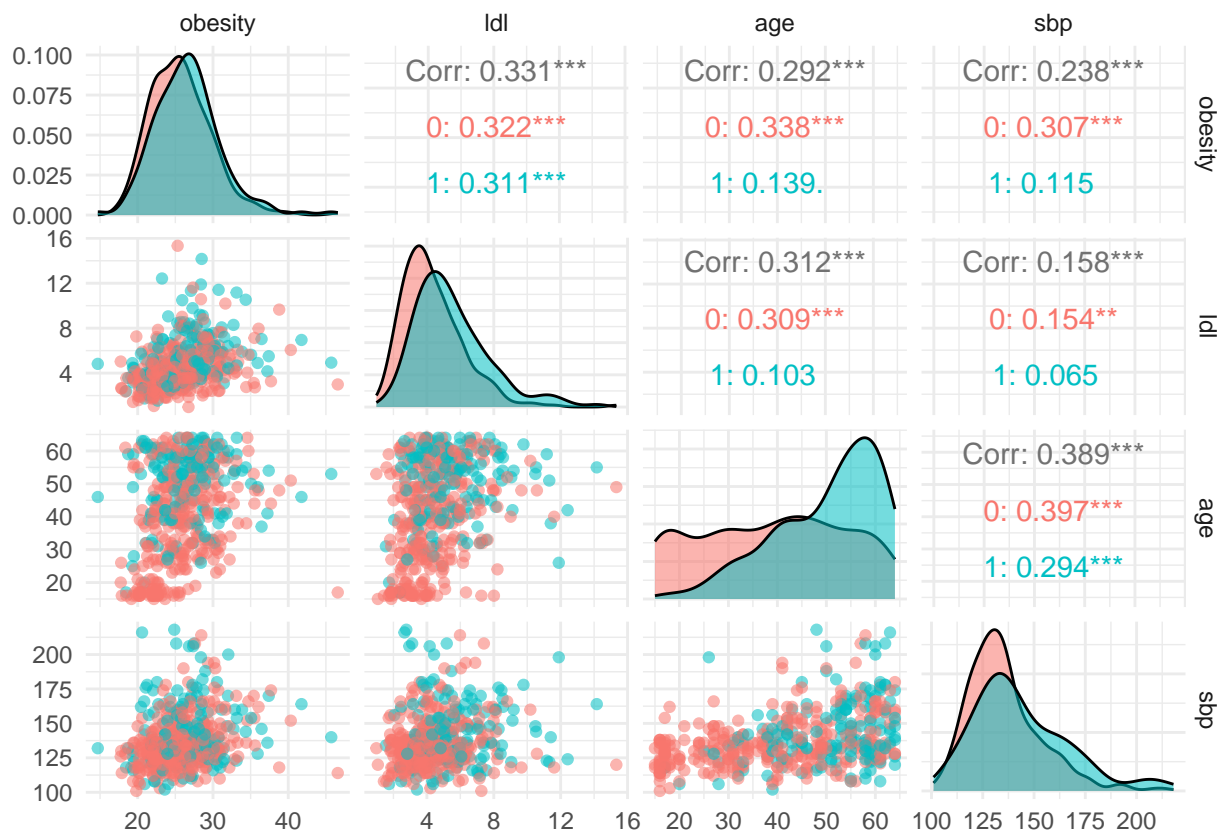 obesity ldl age sbp
0.100
0.075
0.050
0.025
0.000
Corr: 0.331***
0: 0.322***
1: 0.311***
Corr: 0.292***
0: 0.338***
1: 0.139.
Corr: 0.238***
0: 0.307***
1: 0.115
obesity
16
12
8
4
Corr: 0.312***
0: 0.309***
1: 0.103
Corr: 0.158***
0: 0.154**
1: 0.065
ldl
60
50
40
30
20
Corr: 0.389***
0: 0.397***
1: 0.294***
age
200
175
150
125
100
sbp
20 30 40 4 8 12 16 20 30 40 50 60 100 125 150 175 200